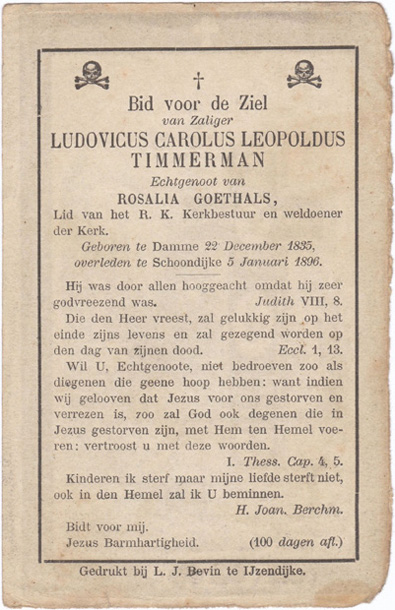 Bid voor de Ziel
van Zaliger
LUDOVICUS CAROLUS LEOPOLDUS
TIMMERMAN
Echtgenoot van
ROSALIA GOETHALS,
Lid van het R. K. Kerkbestuur en weldoener
der Kerk.
Geboren te Damme 22 December 1835,
overleden te Schoondijke 5 Januari 1896.
Hij was door allen hooggeacht omdat hij zeer
godvreezend was. Judith VIII, 8.
Die den Heer vreest, zal gelukkig zijn op het
einde zijns levens en zal gezegend worden op
den dag van zijnen dood. Eccl. 1, 13.
Wil U, Echtgenoote, niet bedroeven zoo als
diegenen die geene hoop hebben: want indien
wij gelooven dat Jezus voor ons gestorven en
verrezen is, zoo zal God ook degenen die in
Jezus gestorven zijn, met Hem ten Hemel voe-
ren: vertroost u met deze woorden.
I. Thess. Cap. 4, 5.
Kinderen ik sterf maar mijne liefde sterft niet,
ook in den Hemel zal ik U beminnen.
H. Joan. Berchm.
Bidt voor mij.
Jezus Barmhartigheid. (100 dagen afl.)
Gedrukt bij L. J. Bevin te IJzendijke.